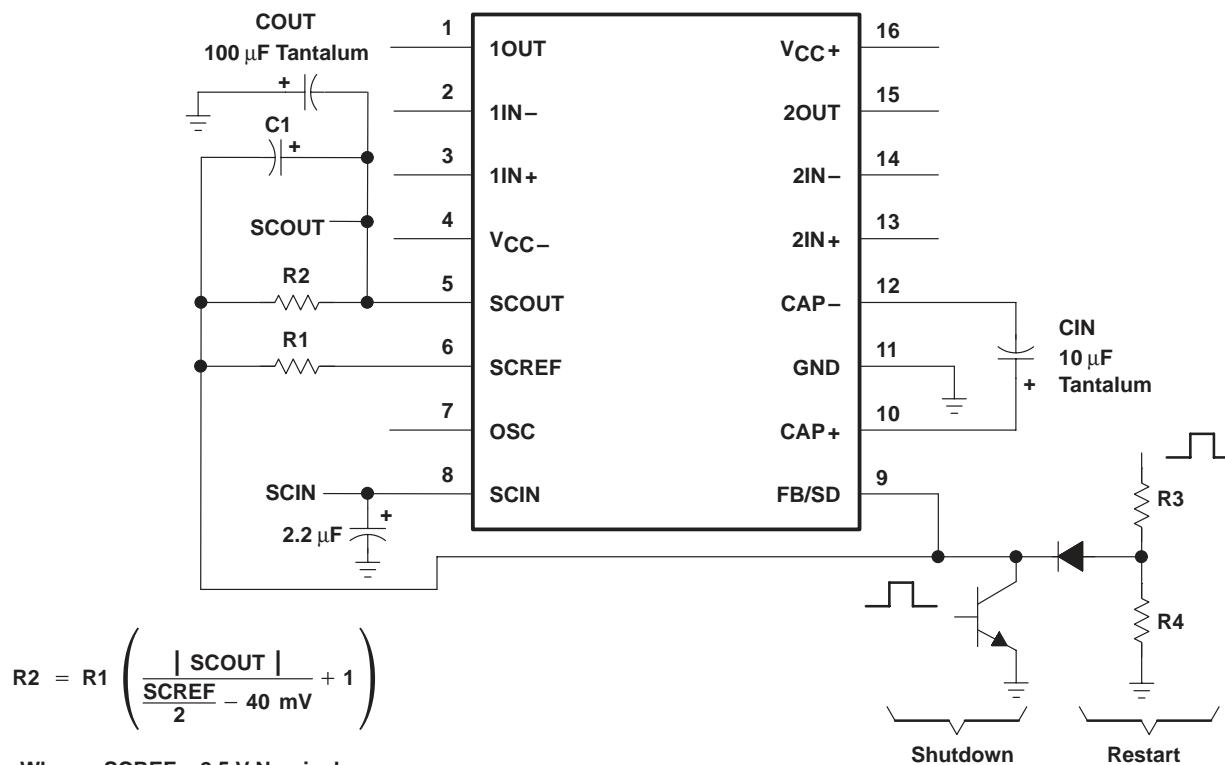 COUT
100 μF Tantalum
+
C1
+
SCOUT
R2
R1
SCIN
+
2.2 μF
1
2
3
4
5
6
7
8
1OUT
1IN−
1IN+
VCC−
SCOUT
SCREF
OSC
SCIN
VCC+
2OUT
2IN−
2IN+
CAP−
GND
CAP+
FB/SD
16
15
14
13
12
11
10
9
CIN
10 μF
+ Tantalum
R3
R4
Shutdown
Restart
R2 = R1 ( | SCOUT | / ( SCREF / 2 − 40 mV ) + 1 )